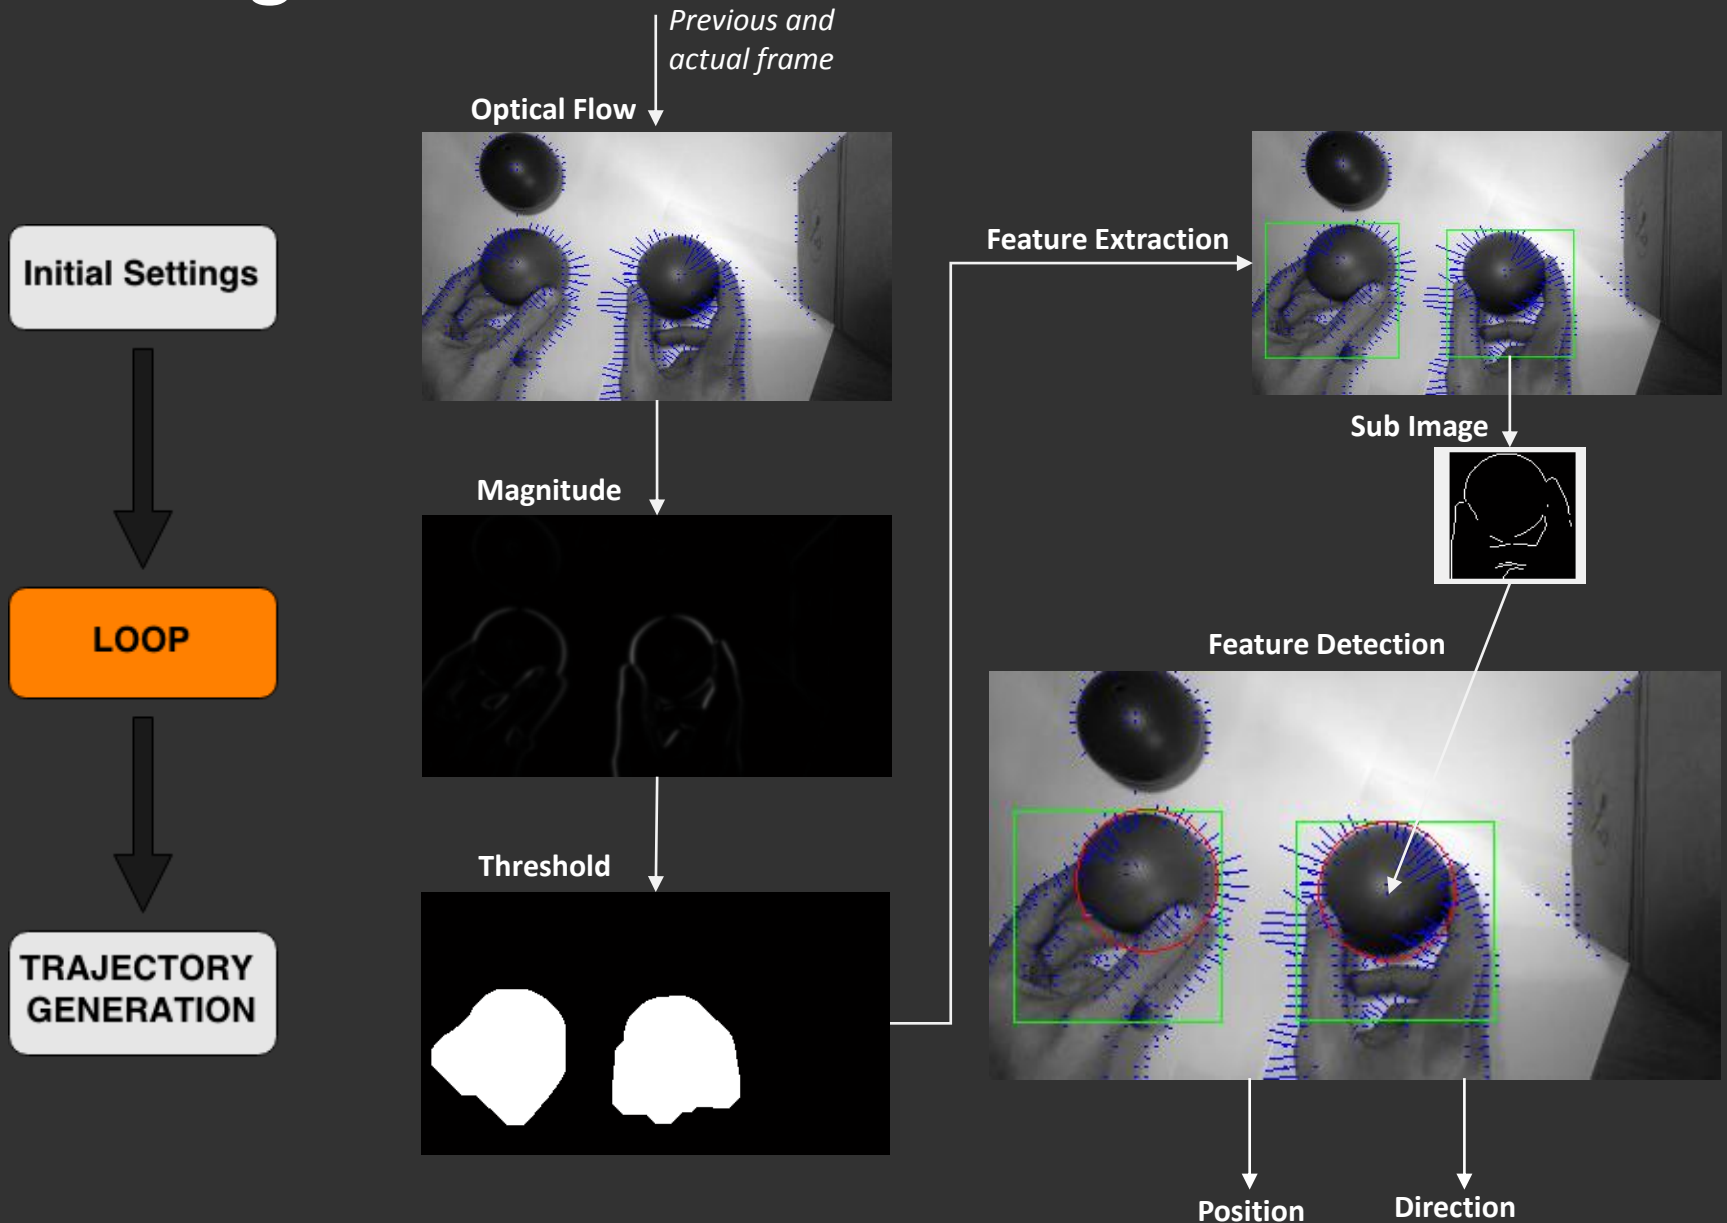 Previous and
actual frame
Optical Flow
Initial Settings
Feature Extraction
Sub Image
Magnitude
LOOP
Feature Detection
Threshold
TRAJECTORY
GENERATION
Position
Direction